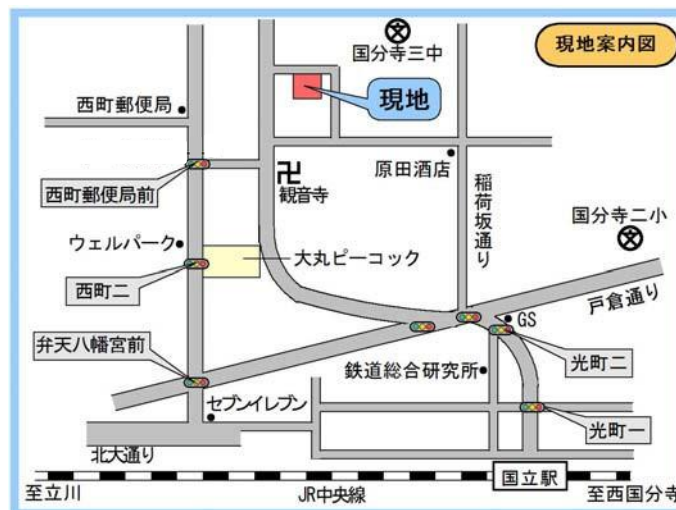 現地案内図
国分寺三中
西町郵便局
現地
原田酒店
西町郵便局前
観音寺
稲荷坂通り
国分寺二小
ウェルパーク
大丸ピーコック
西町二
戸倉通り
GS
弁天八幡宮前
鉄道総合研究所
光町二
セブンイレブン
光町一
北大通り
国立駅
至立川
JR中央線
至西国分寺